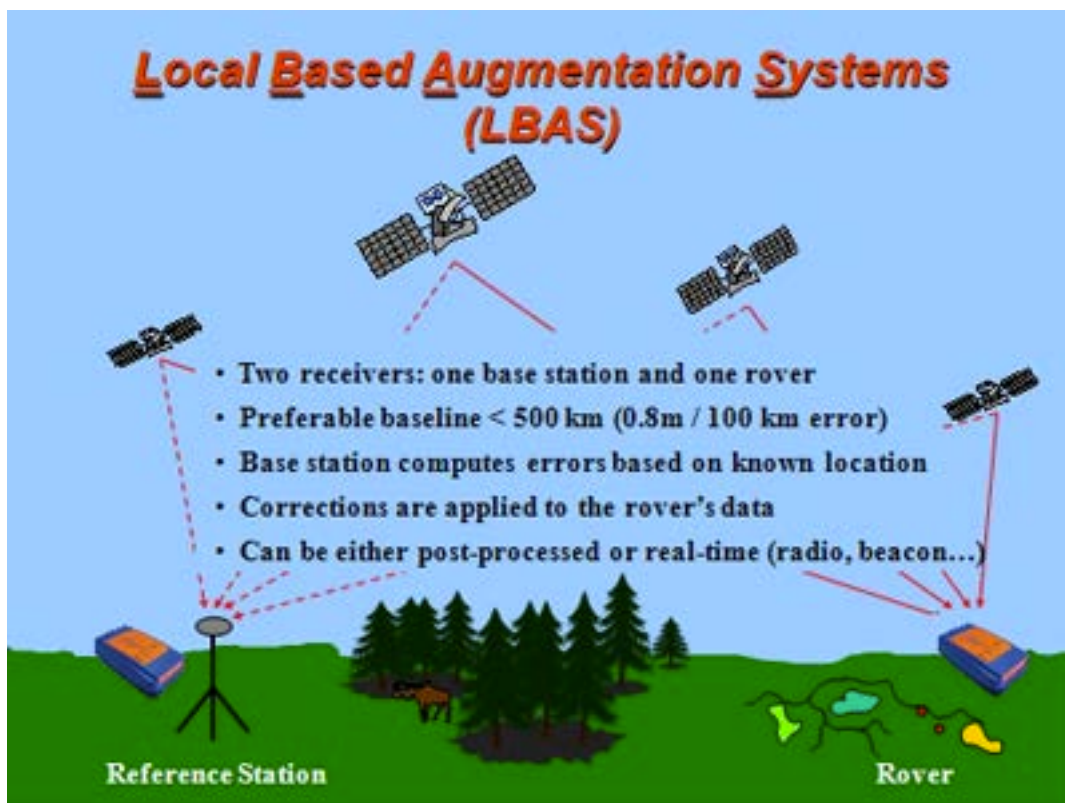 Local Based Augmentation Systems
(LBAS)
• Two receivers: one base station and one rover
• Preferable baseline < 500 km (0.8m / 100 km error)
• Base station computes errors based on known location
• Corrections are applied to the rover's data
• Can be either post-processed or real-time (radio, beacon…)
Reference Station
Rover